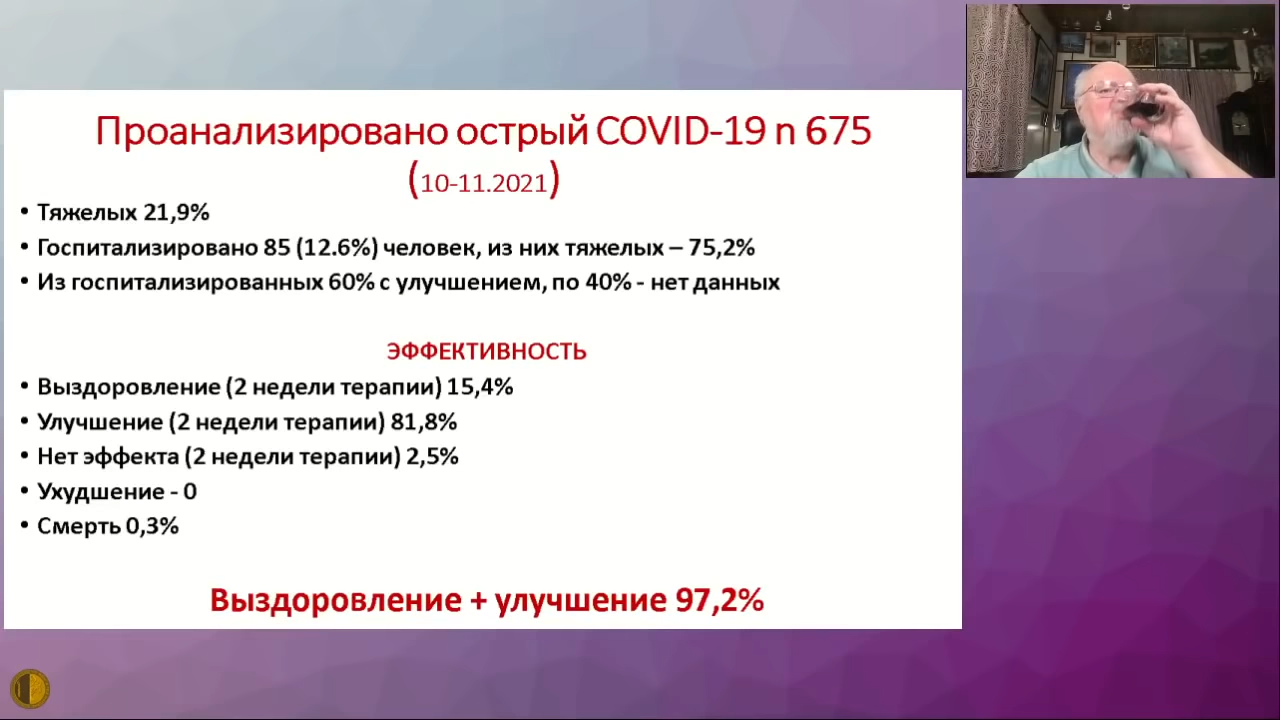 Проанализировано острый COVID-19 n 675
(10-11.2021)
• Тяжелых 21,9%
• Госпитализировано 85 (12.6%) человек, из них тяжелых – 75,2%
• Из госпитализированных 60% с улучшением, по 40% - нет данных
ЭФФЕКТИВНОСТЬ
• Выздоровление (2 недели терапии) 15,4%
• Улучшение (2 недели терапии) 81,8%
• Нет эффекта (2 недели терапии) 2,5%
• Ухудшение - 0
• Смерть 0,3%
Выздоровление + улучшение 97,2%